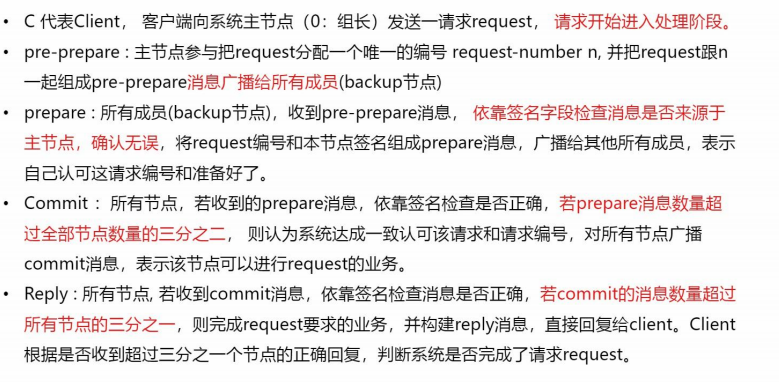 • C 代表Client， 客户端向系统主节点（0：组长）发送一请求request， 请求开始进入处理阶段。
• pre-prepare : 主节点参与把request分配一个唯一的编号 request-number n, 并把request跟n
一起组成pre-prepare消息广播给所有成员(backup节点)
• prepare : 所有成员(backup节点)，收到pre-prepare消息， 依靠签名字段检查消息是否来源于
主节点，确认无误，将request编号和本节点签名组成prepare消息，广播给其他所有成员，表示
自己认可这请求编号和准备好了。
• Commit ：所有节点，若收到的prepare消息，依靠签名检查是否正确，若prepare消息数量超
过全部节点数量的三分之二， 则认为系统达成一致认可该请求和请求编号，对所有节点广播
commit消息，表示该节点可以进行request的业务。
• Reply : 所有节点, 若收到commit消息，依靠签名检查消息是否正确，若commit的消息数量超过
所有节点的三分之一，则完成request要求的业务，并构建reply消息，直接回复给client。Client
根据是否收到超过三分之一个节点的正确回复，判断系统是否完成了请求request。